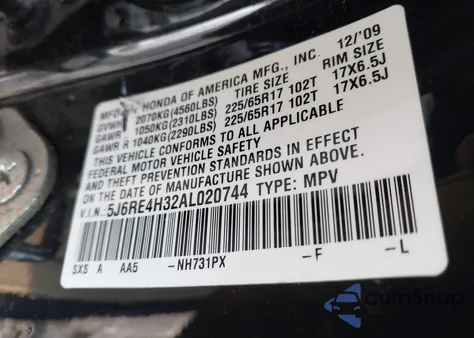 MFD BY HONDA OF AMERICA MFG., INC. 12/'09
GVWR 2070KG(4560LBS) TIRE SIZE RIM SIZE
GAWR F 1050KG(2310LBS) 225/65R17 102T 17X6.5J
GAWR R 1040KG(2290LBS) 225/65R17 102T 17X6.5J
THIS VEHICLE CONFORMS TO ALL APPLICABLE
FEDERAL MOTOR VEHICLE SAFETY AND
THEFT PREVENTION STANDARDS IN EFFECT
ON THE DATE OF MANUFACTURE SHOWN ABOVE.
V.I.N. 5J6RE4H32AL020744 TYPE: MPV
SXS A AA5 -NH731PX -F -L
AutoSnap